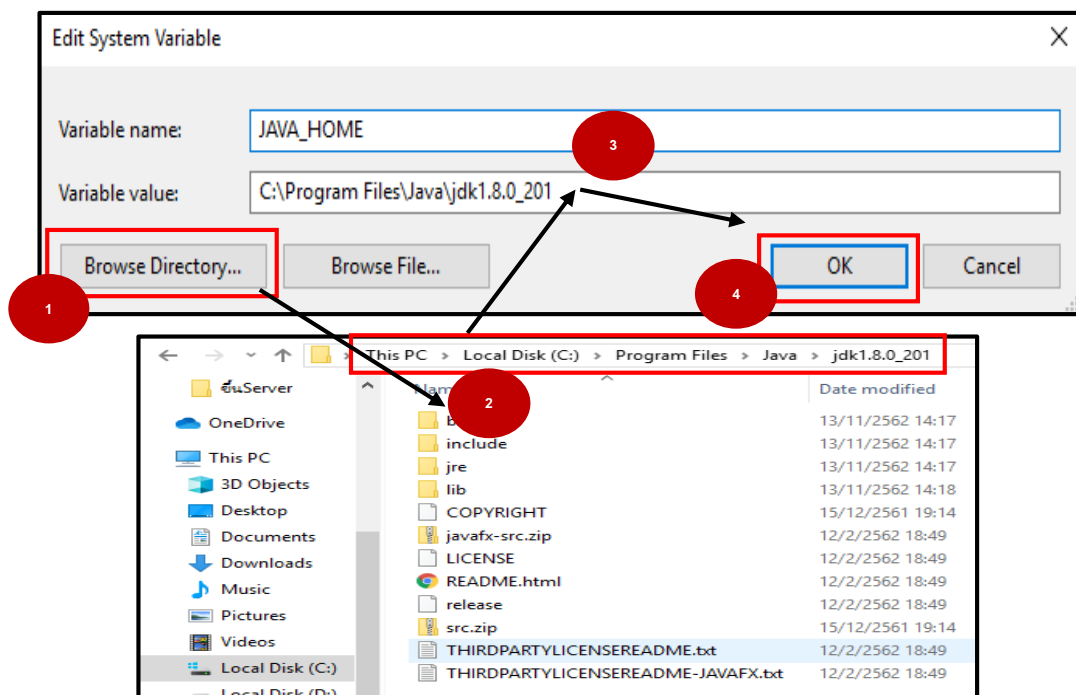 Edit System Variable
Variable name: JAVA_HOME
3
Variable value: C:\Program Files\Java\jdk1.8.0_201
Browse Directory... Browse File... OK Cancel
1
4
This PC > Local Disk (C:) > Program Files > Java > jdk1.8.0_201
ขึ้นServer
Date modified
2
OneDrive
13/11/2562 14:17
include 13/11/2562 14:17
This PC
jre 13/11/2562 14:17
3D Objects
lib 13/11/2562 14:18
Desktop
COPYRIGHT 15/12/2561 19:14
Documents
javafx-src.zip 12/2/2562 18:49
Downloads
LICENSE 12/2/2562 18:49
Music
README.html 12/2/2562 18:49
Pictures
release 12/2/2562 18:49
src.zip 15/12/2561 19:14
Videos
THIRDPARTYLICENSEREADME.txt 12/2/2562 18:49
Local Disk (C:)
THIRDPARTYLICENSEREADME-JAVAFX.txt 12/2/2562 18:49
Local Disk (D:)